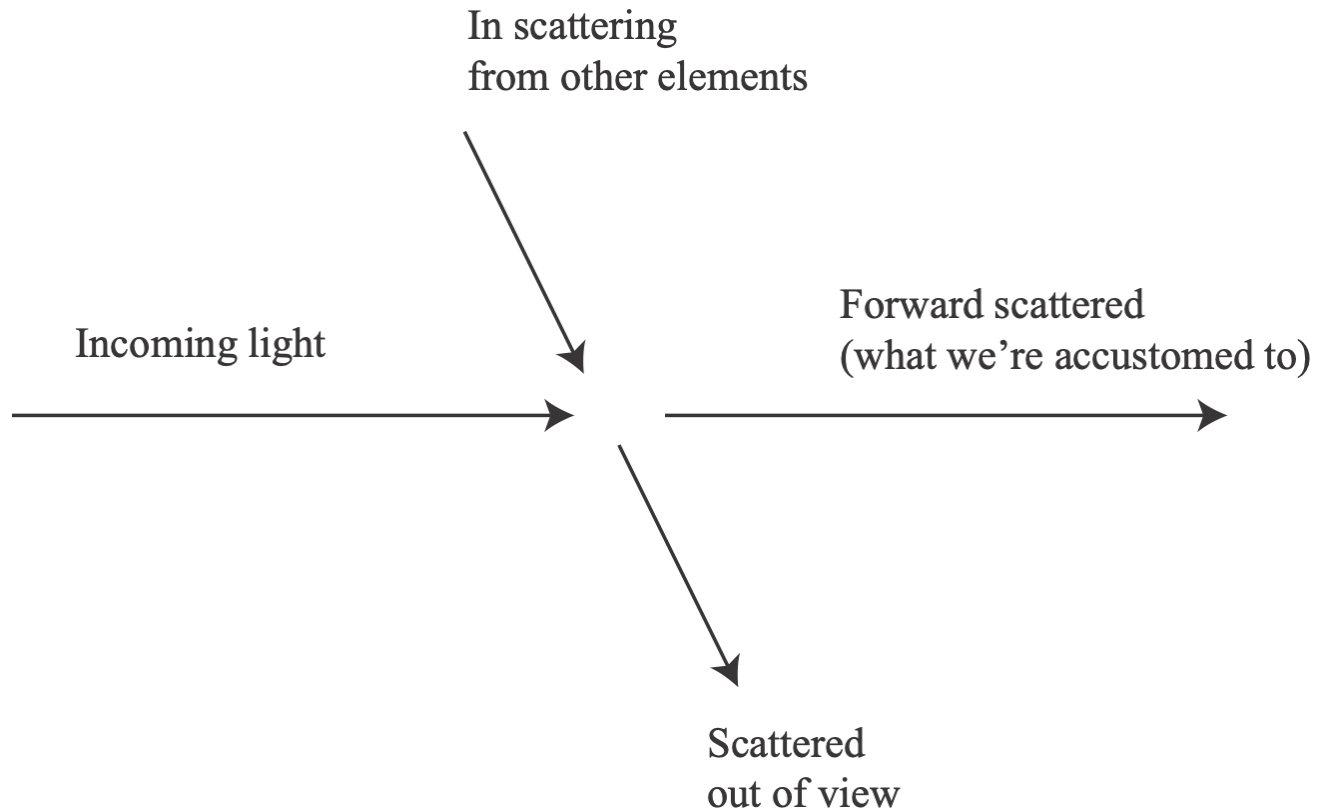 In scattering
from other elements
Incoming light
Forward scattered
(what we’re accustomed to)
Scattered
out of view